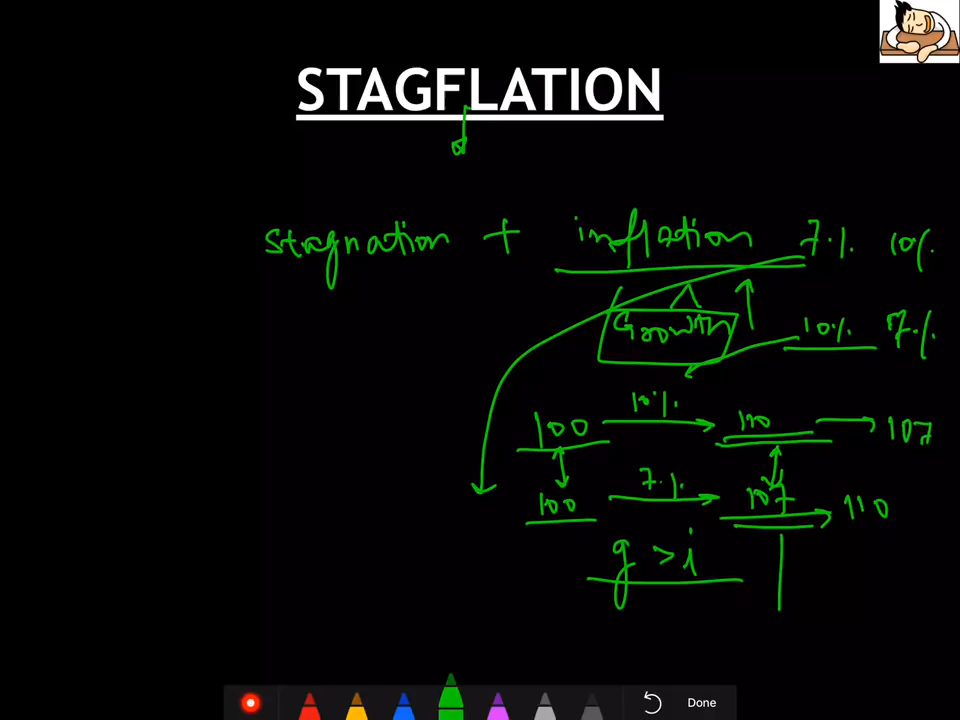 STAGFLATION
stagnation + inflation 7% 10%
Growth 10% 7%
100 10% 110 107
100 7% 107 110
g > i
Done